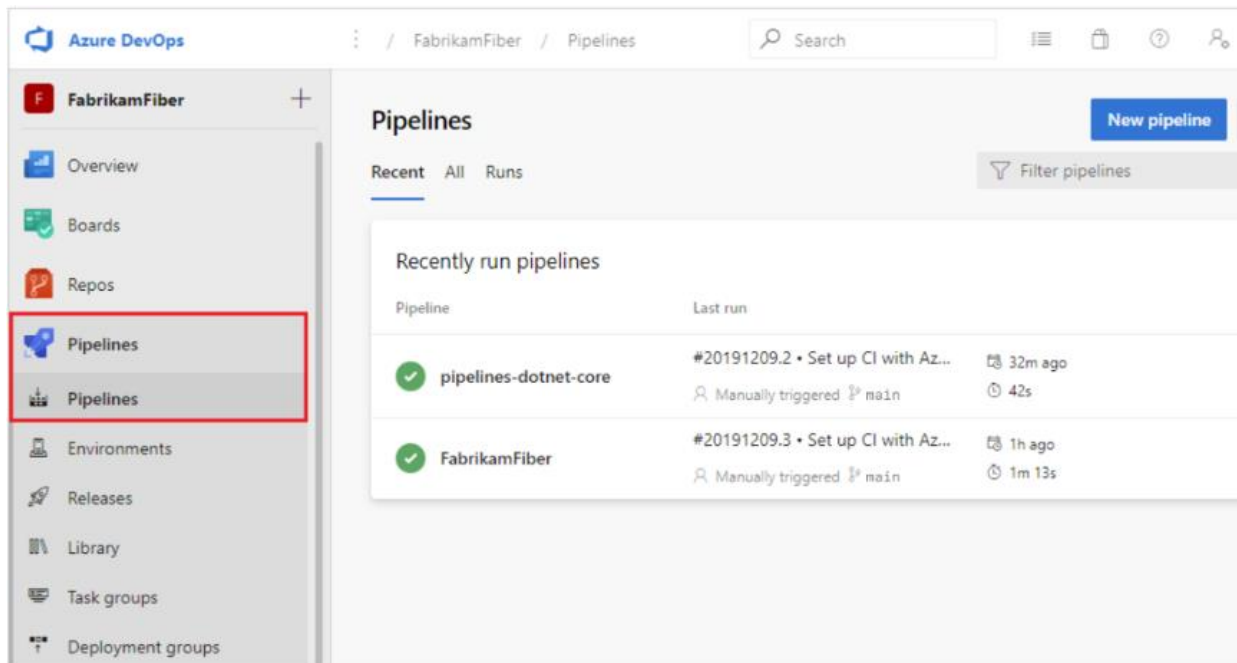 Azure DevOps
/ FabrikamFiber / Pipelines
Search
F FabrikamFiber
Overview
Boards
Repos
Pipelines
Pipelines
Environments
Releases
Library
Task groups
Deployment groups
Pipelines
New pipeline
Recent All Runs
Filter pipelines
Recently run pipelines
Pipeline Last run
pipelines-dotnet-core
#20191209.2 • Set up CI with Az...
Manually triggered main
32m ago
42s
FabrikamFiber
#20191209.3 • Set up CI with Az...
Manually triggered main
1h ago
1m 13s